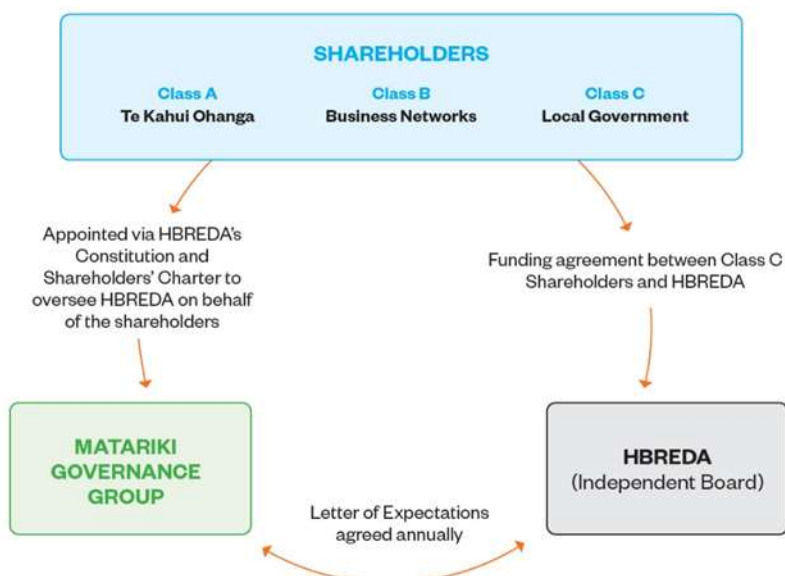 SHAREHOLDERS
Class A
Te Kahui Ohanga
Class B
Business Networks
Class C
Local Government
Appointed via HBREDA's
Constitution and
Shareholders' Charter to
oversee HBREDA on behalf
of the shareholders
Funding agreement between Class C
Shareholders and HBREDA
MATARIKI
GOVERNANCE
GROUP
HBREDA
(Independent Board)
Letter of Expectations
agreed annually